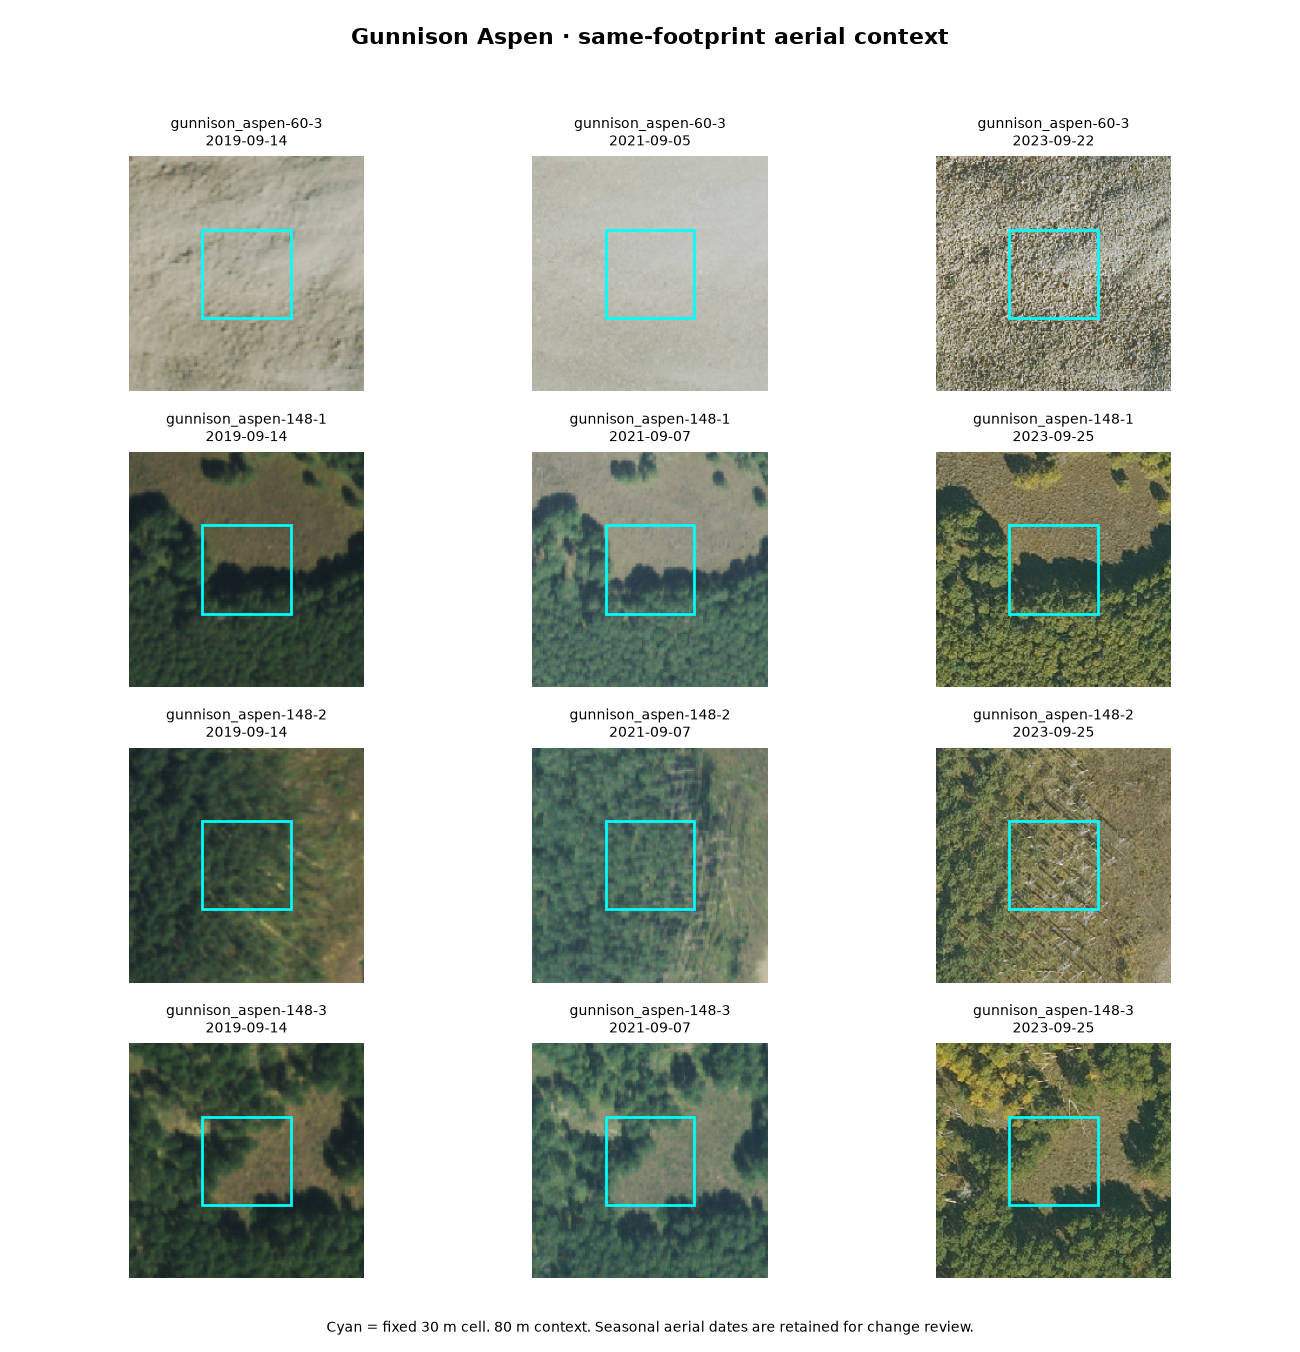 Gunnison Aspen · same-footprint aerial context
gunnison_aspen-60-3
2019-09-14
gunnison_aspen-60-3
2021-09-05
gunnison_aspen-60-3
2023-09-22
gunnison_aspen-148-1
2019-09-14
gunnison_aspen-148-1
2021-09-07
gunnison_aspen-148-1
2023-09-25
gunnison_aspen-148-2
2019-09-14
gunnison_aspen-148-2
2021-09-07
gunnison_aspen-148-2
2023-09-25
gunnison_aspen-148-3
2019-09-14
gunnison_aspen-148-3
2021-09-07
gunnison_aspen-148-3
2023-09-25
Cyan = fixed 30 m cell. 80 m context. Seasonal aerial dates are retained for change review.